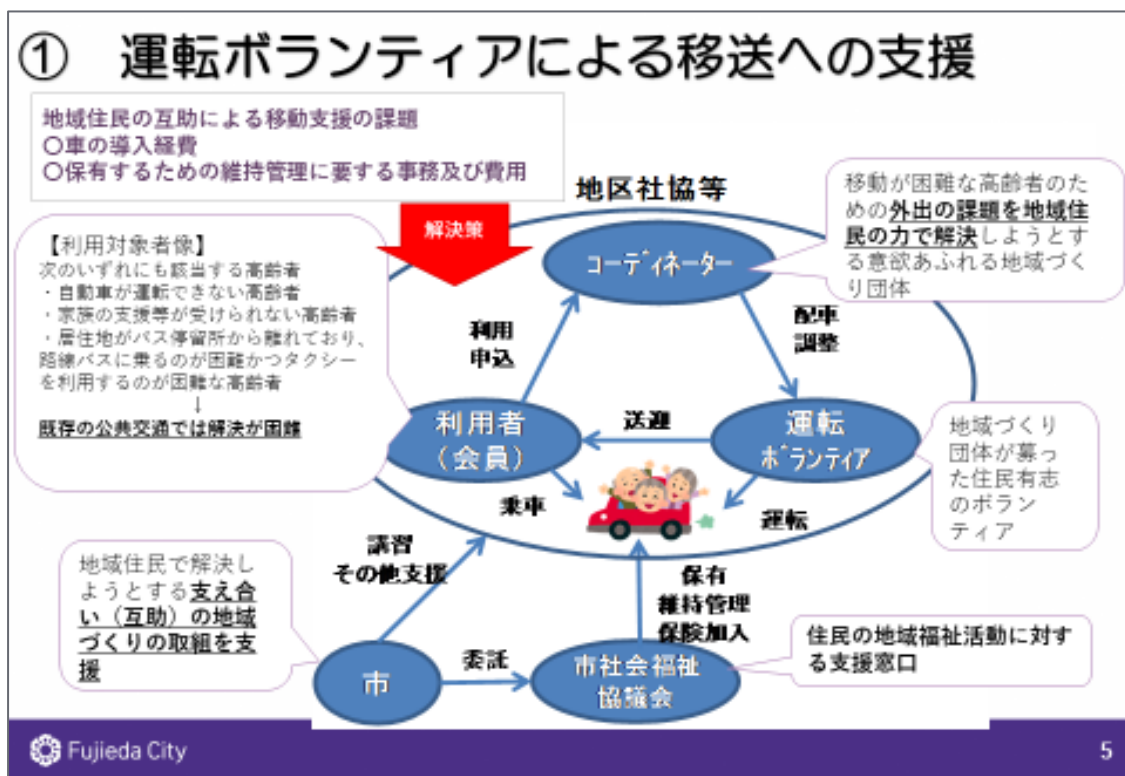 ① 運転ボランティアによる移送への支援
地域住民の互助による移動支援の課題
〇車の導入経費
〇保有するための維持管理に要する事務及び費用
解決策
地区社協等
移動が困難な高齢者のた
めの外出の課題を地域住
民の力で解決しようとす
る意欲あふれる地域づく
り団体
【利用対象者像】
次のいずれにも該当する高齢者
・自動車が運転できない高齢者
・家族の支援等が受けられない高齢者
・居住地がバス停留所から離れており、
路線バスに乗るのが困難かつタクシー
を利用するのが困難な高齢者
↓
既存の公共交通では解決が困難
コーディネーター
利用
申込
配車
調整
利用者
(会員)
送迎
運転
ボランティア
地域づくり
団体が募っ
た住民有志
のボラン
ティア
乗車
運転
講習
その他支援
保有
維持管理
保険加入
地域住民で解決し
ようとする支え合
い(互助)の地域
づくりの取組を支
援
市
委託
市社会福祉
協議会
住民の地域福祉活動に対す
る支援窓口
Fujieda City
5